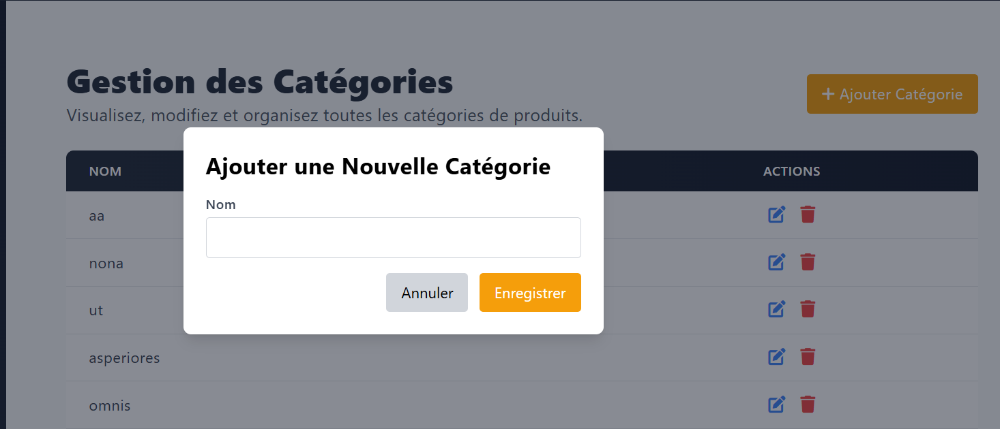 Gestion des Catégories
Visualisez, modifiez et organisez toutes les catégories de produits.
Ajouter Catégorie
Ajouter une Nouvelle Catégorie
Nom
Annuler Enregistrer
NOM ACTIONS
aa
nona
ut
asperiores
omnis